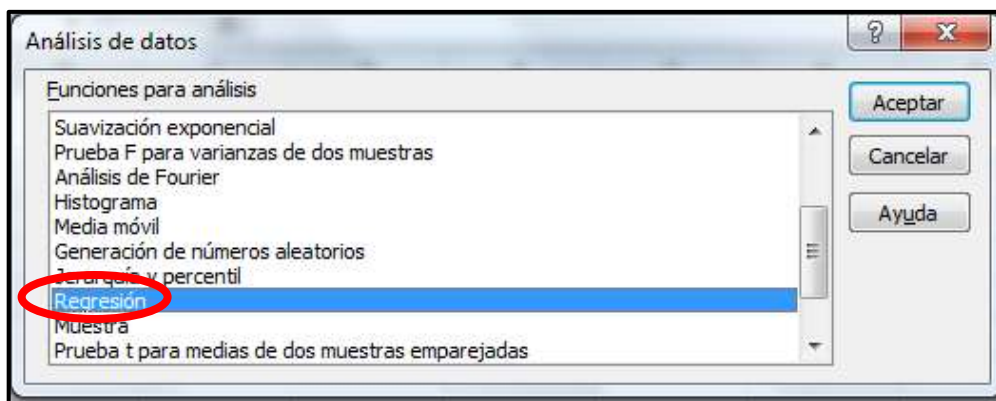 Análisis de datos
Funciones para análisis
Suavización exponencial
Prueba F para varianzas de dos muestras
Análisis de Fourier
Histograma
Media móvil
Generación de números aleatorios
Jerarquía y percentil
Regresión
Muestra
Prueba t para medias de dos muestras emparejadas
Aceptar
Cancelar
Ayuda